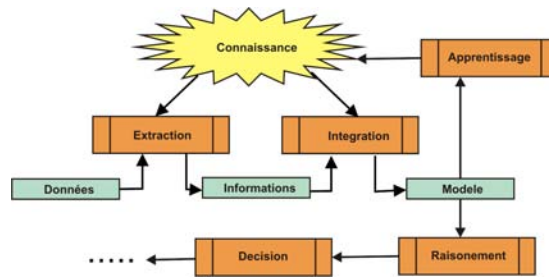 Connaissance
Apprentissage
Extraction
Integration
Données
Informations
Modele
Decision
Raisonement
.....